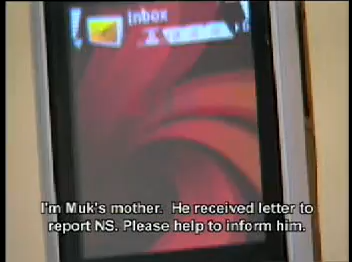 Inbox
I'm Muk's mother.  He received letter to
report NS. Please help to inform him.